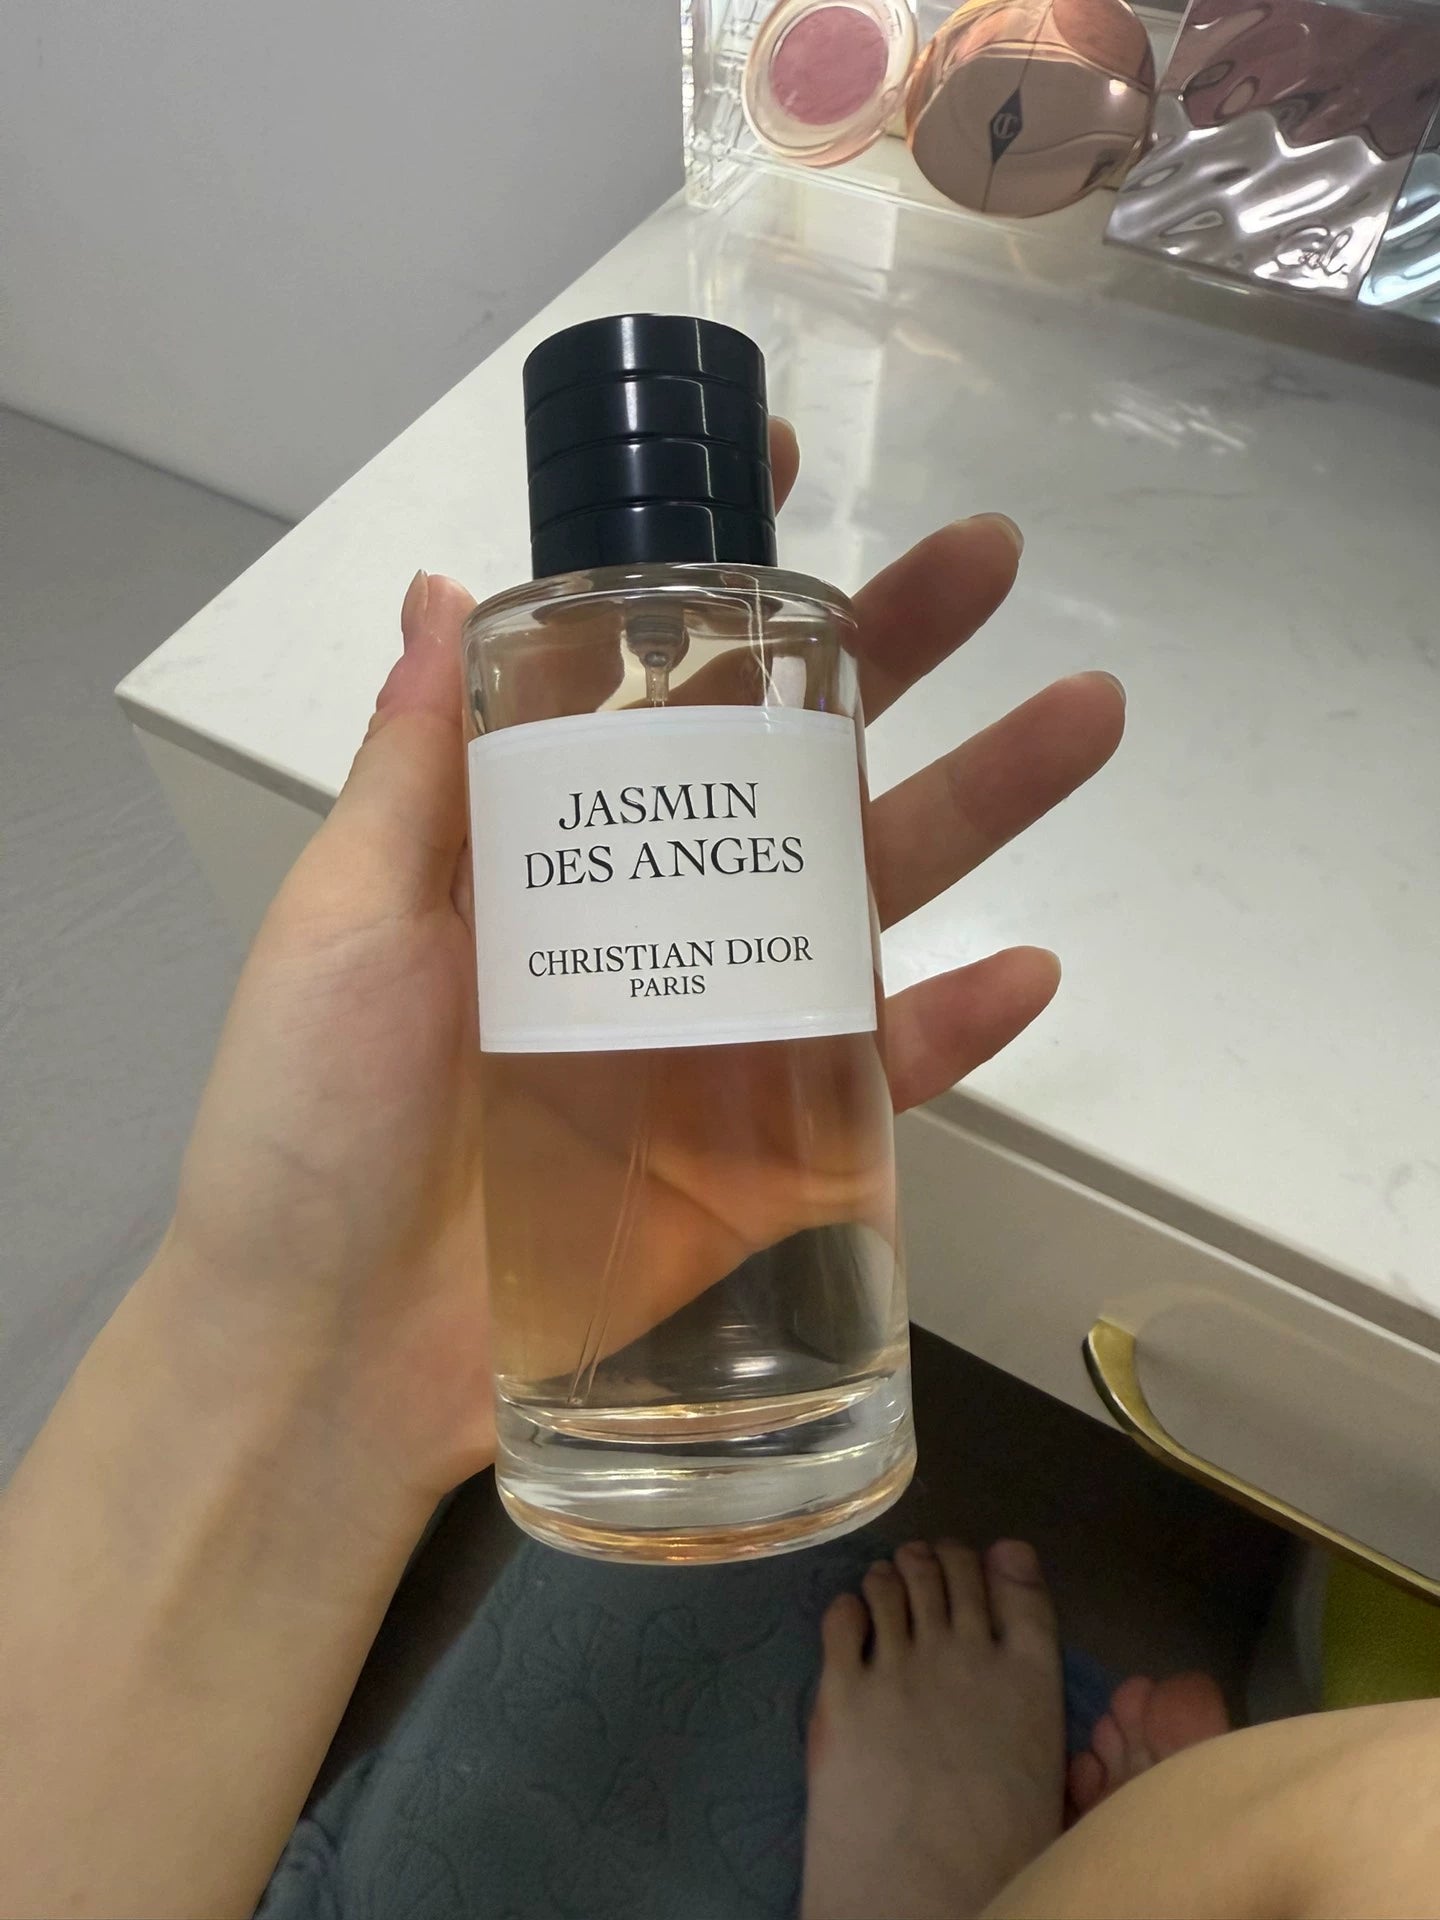 JASMIN
DES ANGES
CHRISTIAN DIOR
PARIS